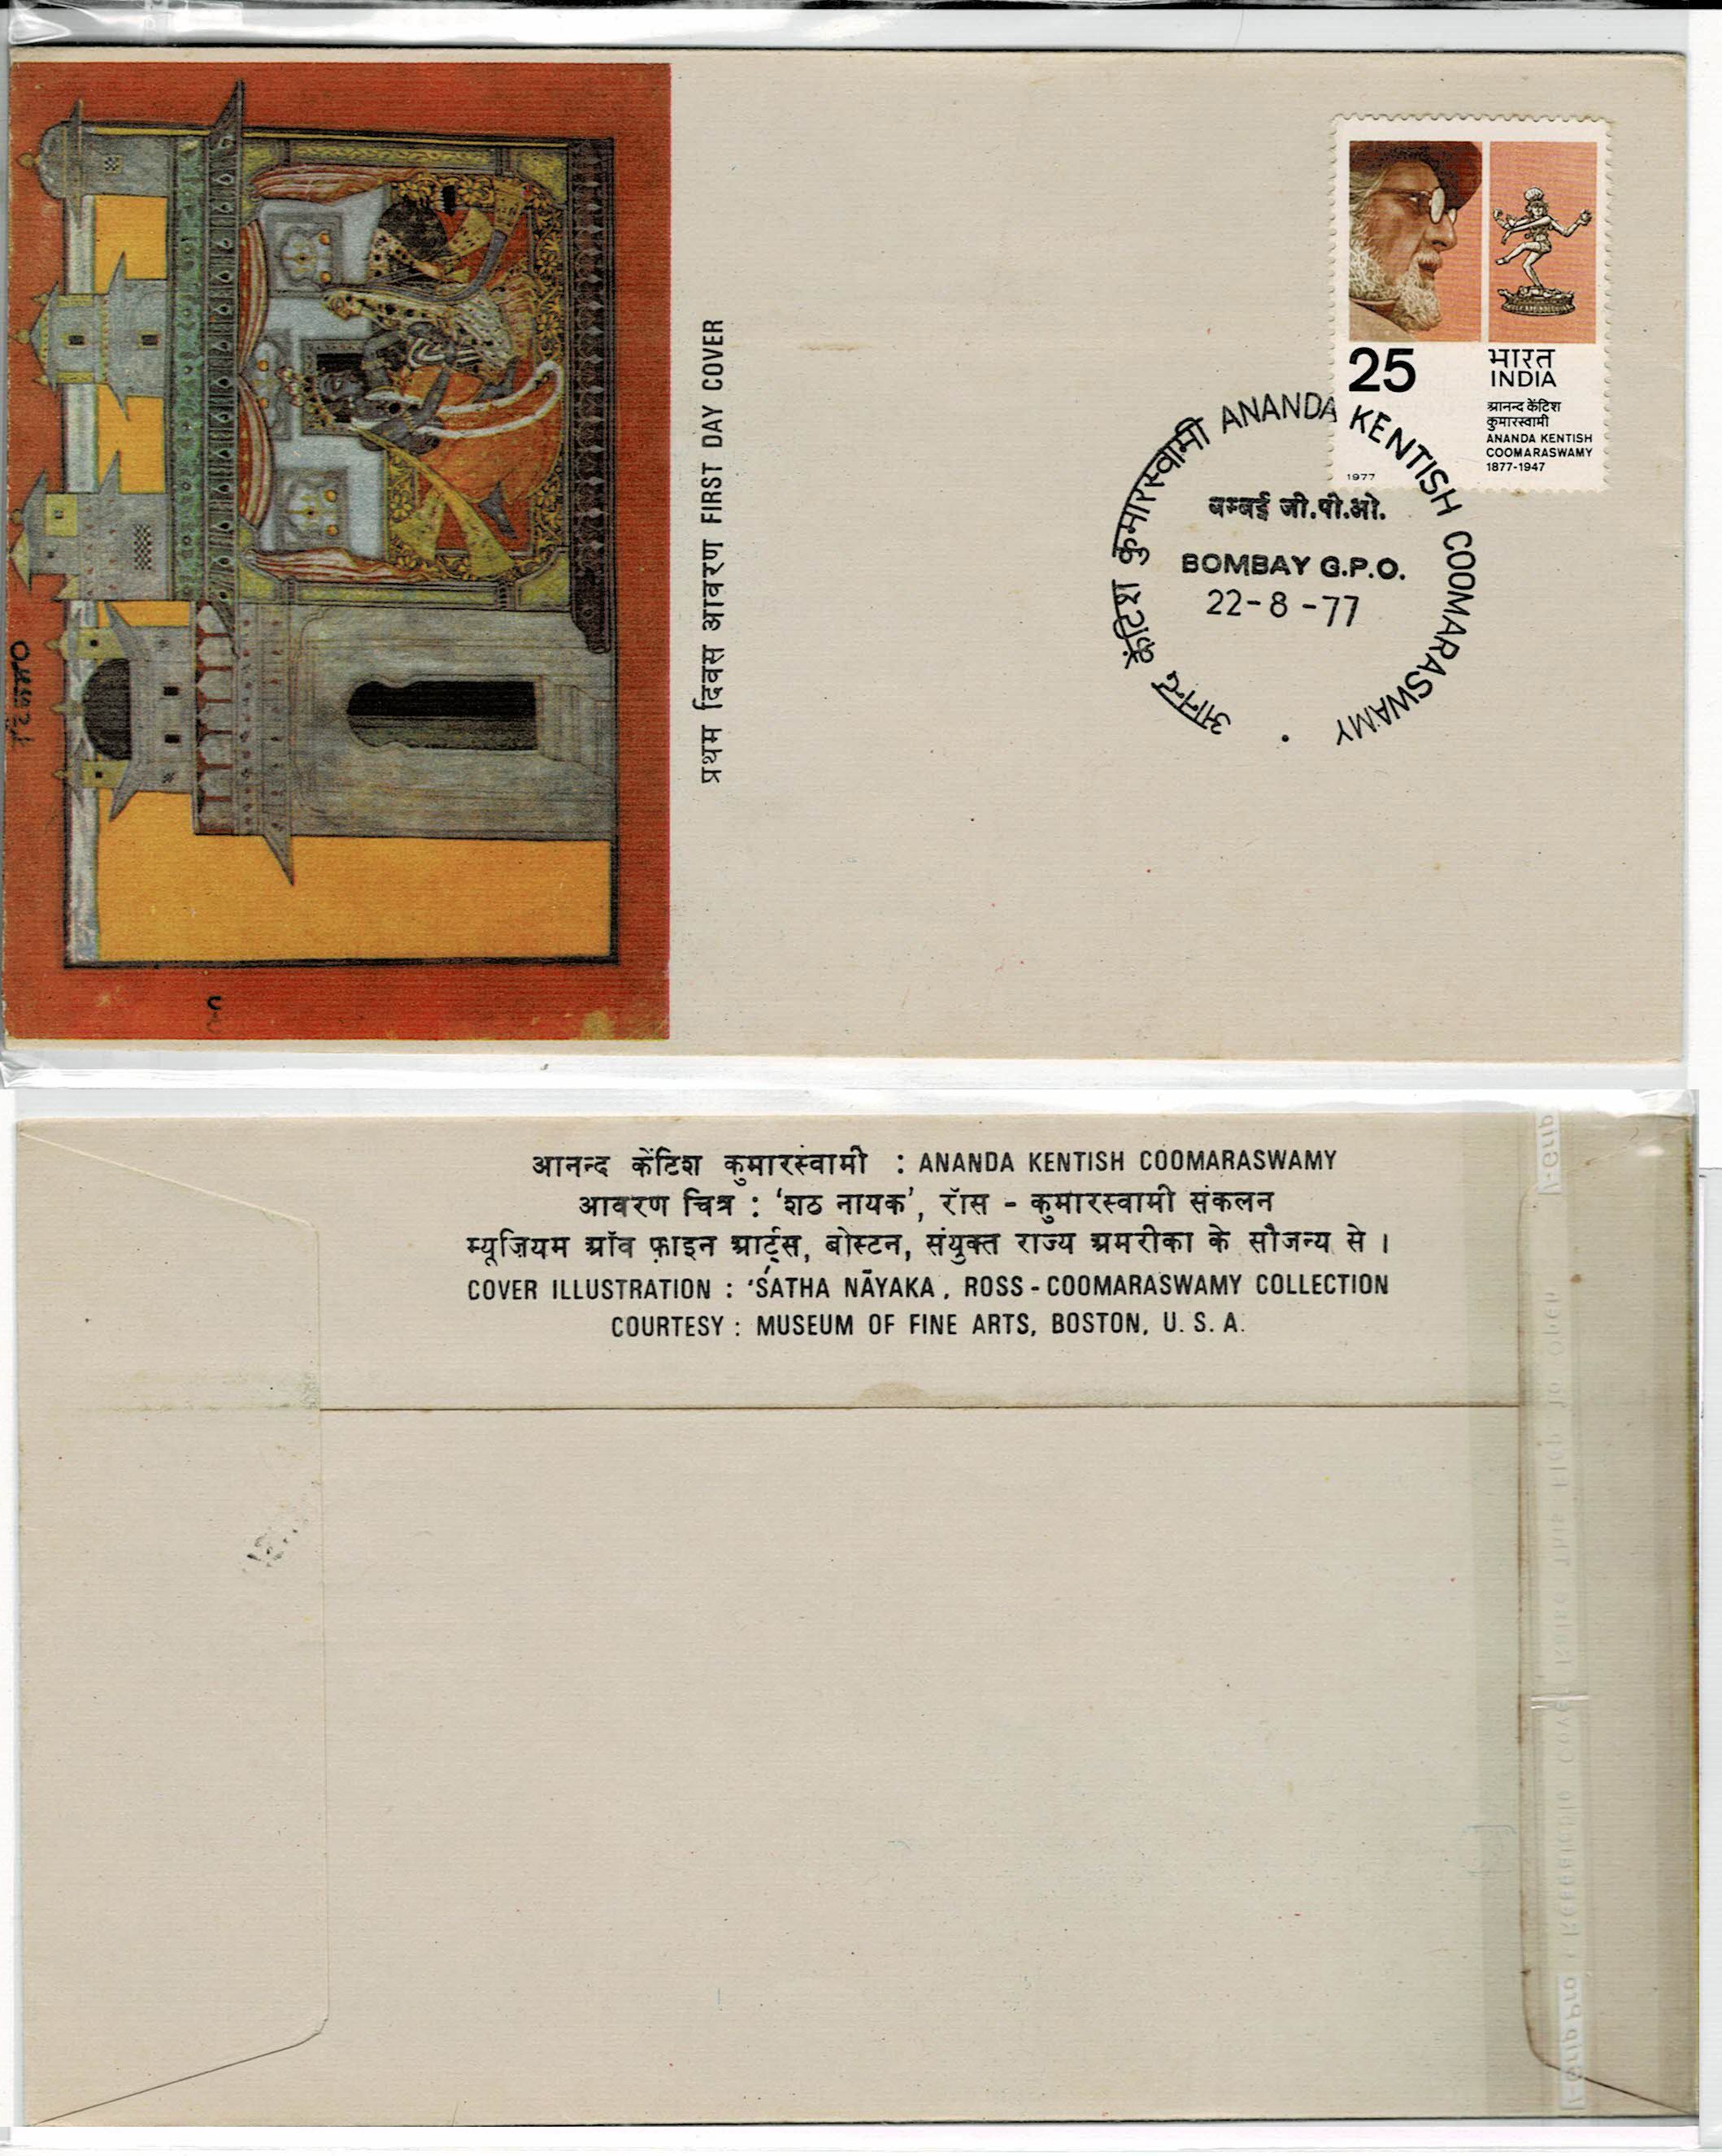 प्रथम दिवस आवरण FIRST DAY COVER
25
भारत
INDIA
आनन्द केंटिश
कुमारस्वामी
ANANDA KENTISH
COOMARASWAMY
1877-1947
1977
आनन्द केंटिश कुमारस्वामी ANANDA KENTISH COOMARASWAMY
बम्बई जी.पी.ओ.
BOMBAY G.P.O.
22-8-77
आनन्द केंटिश कुमारस्वामी : ANANDA KENTISH COOMARASWAMY
आवरण चित्र : ‘शठ नायक’, रॉस - कुमारस्वामी संकलन
म्यूज़ियम ऑव फ़ाइन आर्ट्स, बोस्टन, संयुक्त राज्य अमरीका के सौजन्य से ।
COVER ILLUSTRATION : ‘ŚATHA NĀYAKA, ROSS - COOMARASWAMY COLLECTION
COURTESY : MUSEUM OF FINE ARTS, BOSTON, U. S. A.